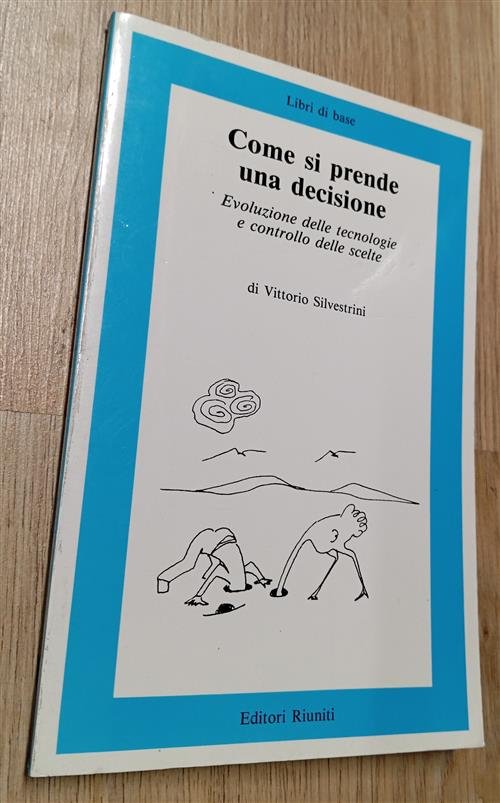 Libri di base
Come si prende
una decisione
Evoluzione delle tecnologie
e controllo delle scelte
di Vittorio Silvestrini
Editori Riuniti